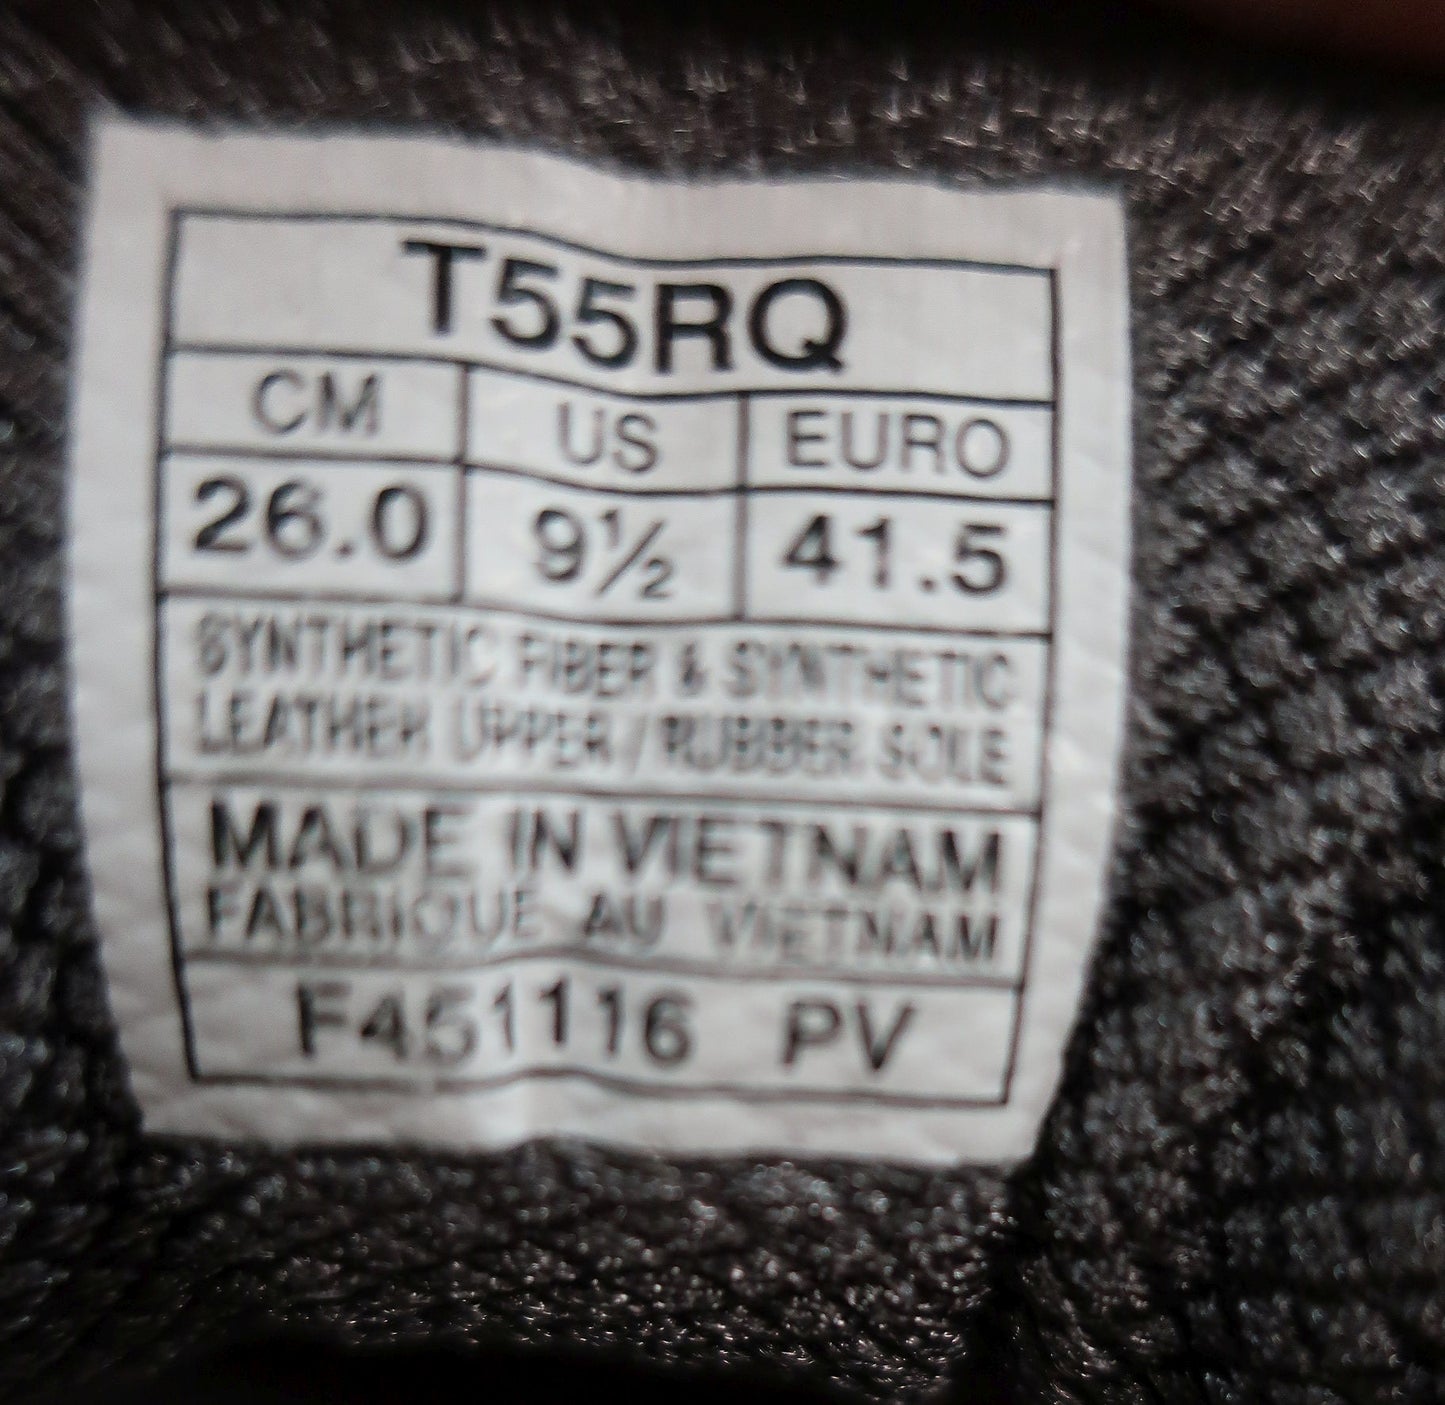 T55RQ
CM US EURO
26.0 9½ 41.5
SYNTHETIC FIBER & SYNTHETIC
LEATHER UPPER / RUBBER SOLE
MADE IN VIETNAM
FABRIQUE AU VIETNAM
F451116 PV